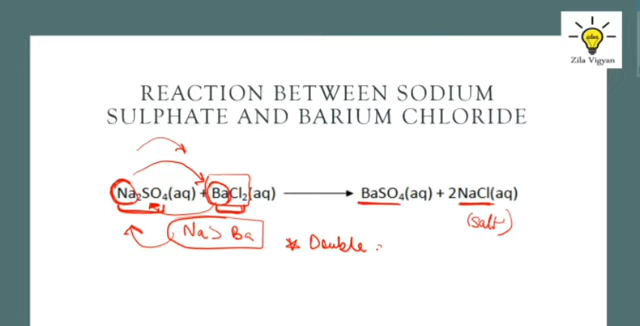 Zila Vigyan
REACTION BETWEEN SODIUM
SULPHATE AND BARIUM CHLORIDE
Na₂SO₄(aq) + BaCl₂(aq) ⟶ BaSO₄(aq) + 2NaCl(aq)
(salt)
Na > Ba
* Double :